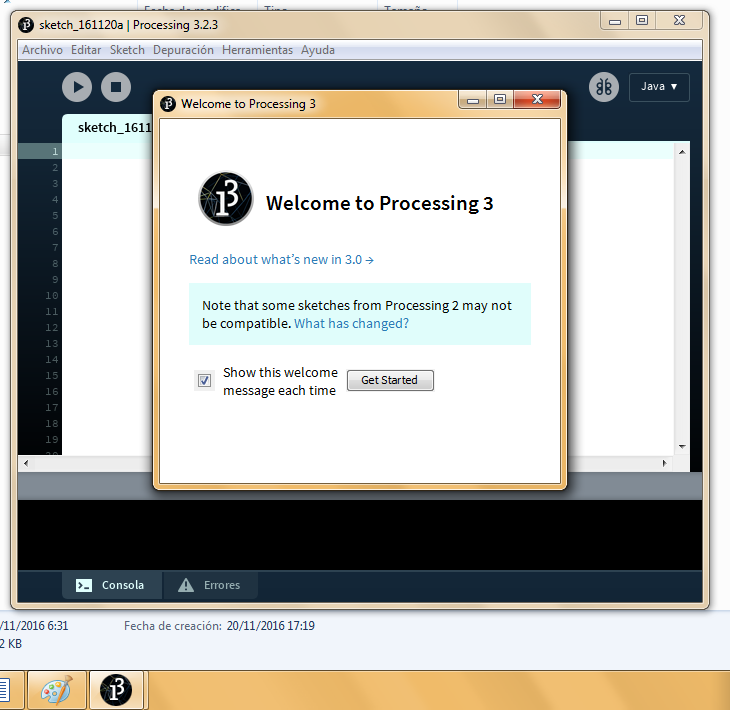 sketch_161120a | Processing 3.2.3
Archivo Editar Sketch Depuración Herramientas Ayuda
Java ▼
sketch_1611
Welcome to Processing 3
Welcome to Processing 3
Read about what's new in 3.0 →
Note that some sketches from Processing 2 may not
be compatible. What has changed?
Show this welcome
message each time
Get Started
1
2
3
4
5
6
7
8
9
10
11
12
13
14
15
16
17
18
19
Consola
Errores
/11/2016 6:31
Fecha de creación: 20/11/2016 17:19
2 KB